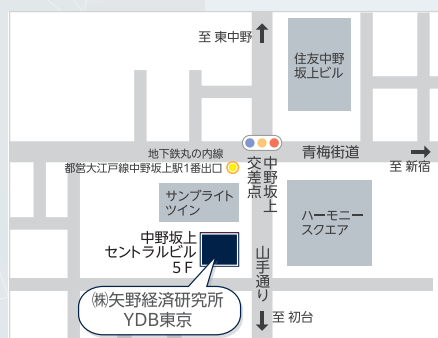 至 東中野
住友中野
坂上ビル
地下鉄丸の内線
都営大江戸線中野坂上駅1番出口
青梅街道
至 新宿
中野坂上
交差点
サンブライト
ツイン
ハーモニー
スクエア
中野坂上
セントラルビル
5F
山手通り
㈱矢野経済研究所
YDB東京
至 初台